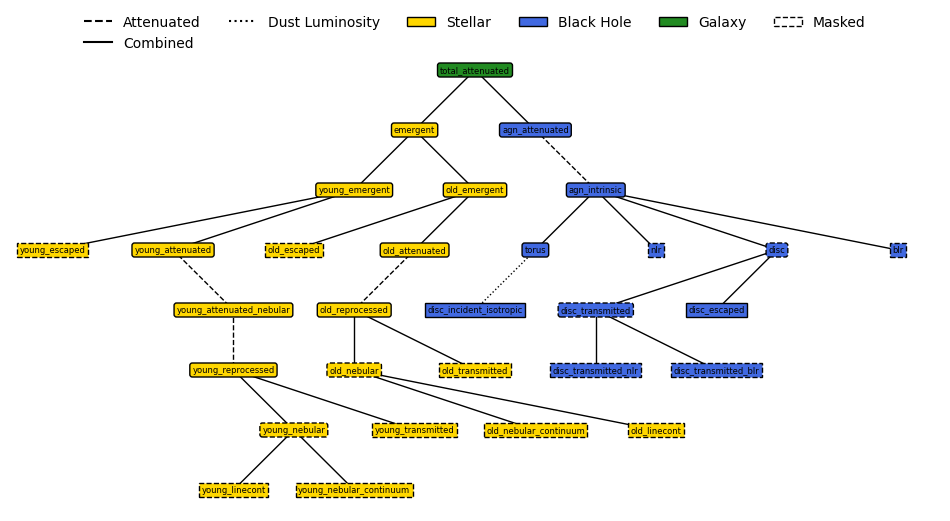 Attenuated
Dust Luminosity
Stellar
Black Hole
Galaxy
Masked
Combined
total_attenuated
emergent
agn_attenuated
young_emergent
old_emergent
agn_intrinsic
young_escaped
young_attenuated
old_escaped
old_attenuated
torus
nlr
disc
blr
young_attenuated_nebular
old_reprocessed
disc_incident_isotropic
disc_transmitted
disc_escaped
young_reprocessed
old_nebular
old_transmitted
disc_transmitted_nlr
disc_transmitted_blr
young_nebular
young_transmitted
old_nebular_continuum
old_linecont
young_linecont
young_nebular_continuum